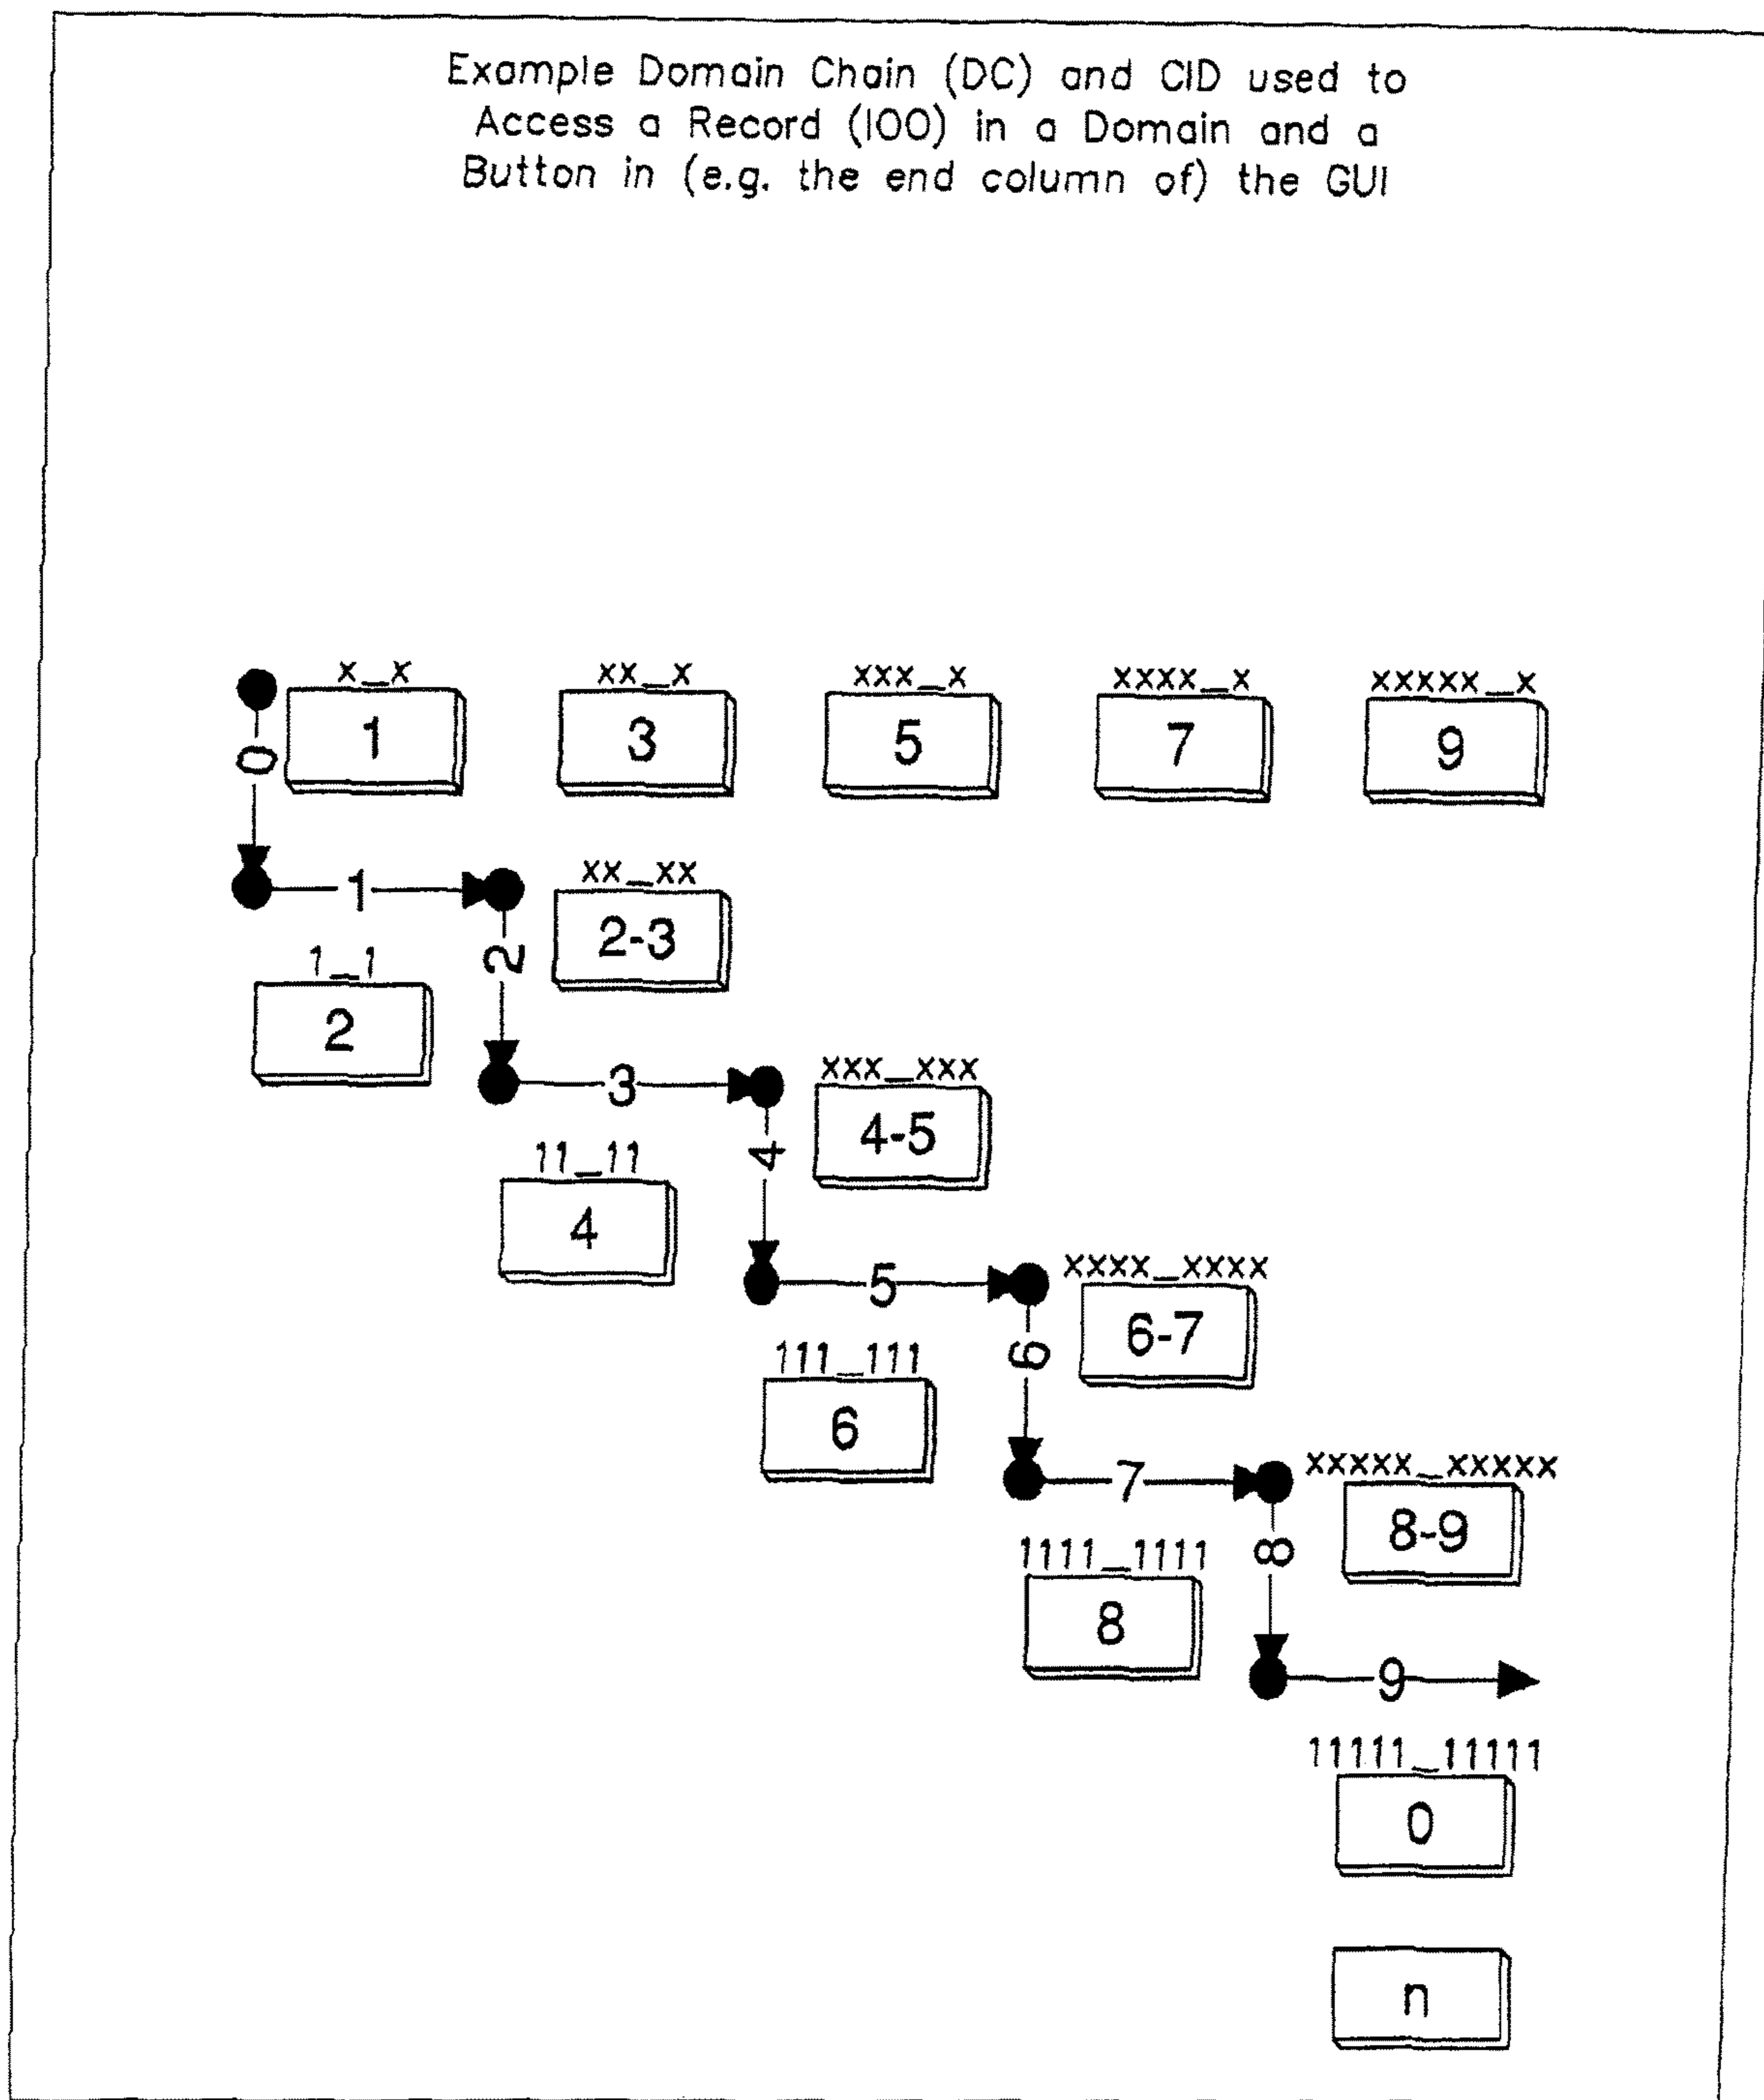 Example Domain Chain (DC) and CID used to
Access a Record (IOO) in a Domain and a
Button in (e.g. the end column of) the GUI
x_x xx_x xxx_x xxxx_x xxxxx_x
0 1 3 5 7 9
1 xx_xx
2 2-3
1_1
2
3 xxx_xxx
4 4-5
11_11
4
5 xxxx_xxxx
6 6-7
111_111
6
7 xxxxx_xxxxx
8 8-9
1111_1111
8
9
11111_11111
0
n